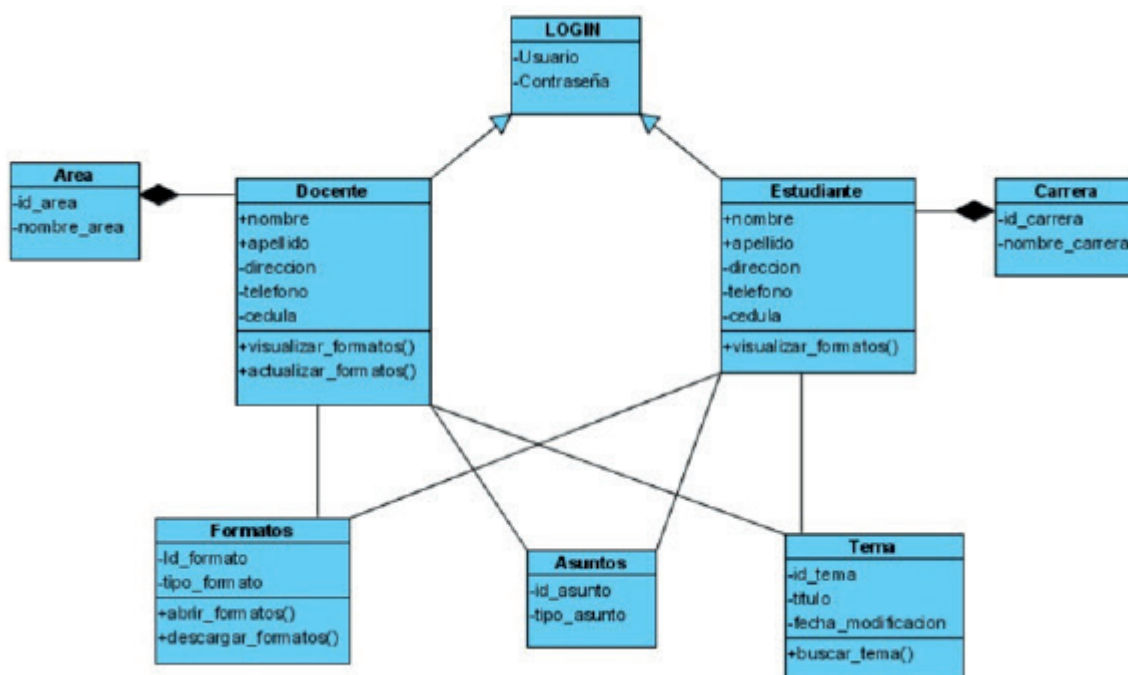 LOGIN
-Usuario
-Contraseña
Area
-id_area
-nombre_area
Docente
+nombre
+apellido
-direccion
-telefono
-cedula
+visualizar_formatos()
+actualizar_formatos()
Estudiante
+nombre
+apellido
-direccion
-telefono
-cedula
+visualizar_formatos()
Carrera
-id_carrera
-nombre_carrera
Formatos
-Id_formato
-tipo_formato
+abrir_formatos()
+descargar_formatos()
Asuntos
-id_asunto
-tipo_asunto
Tema
-id_tema
-titulo
-fecha_modificacion
+buscar_tema()